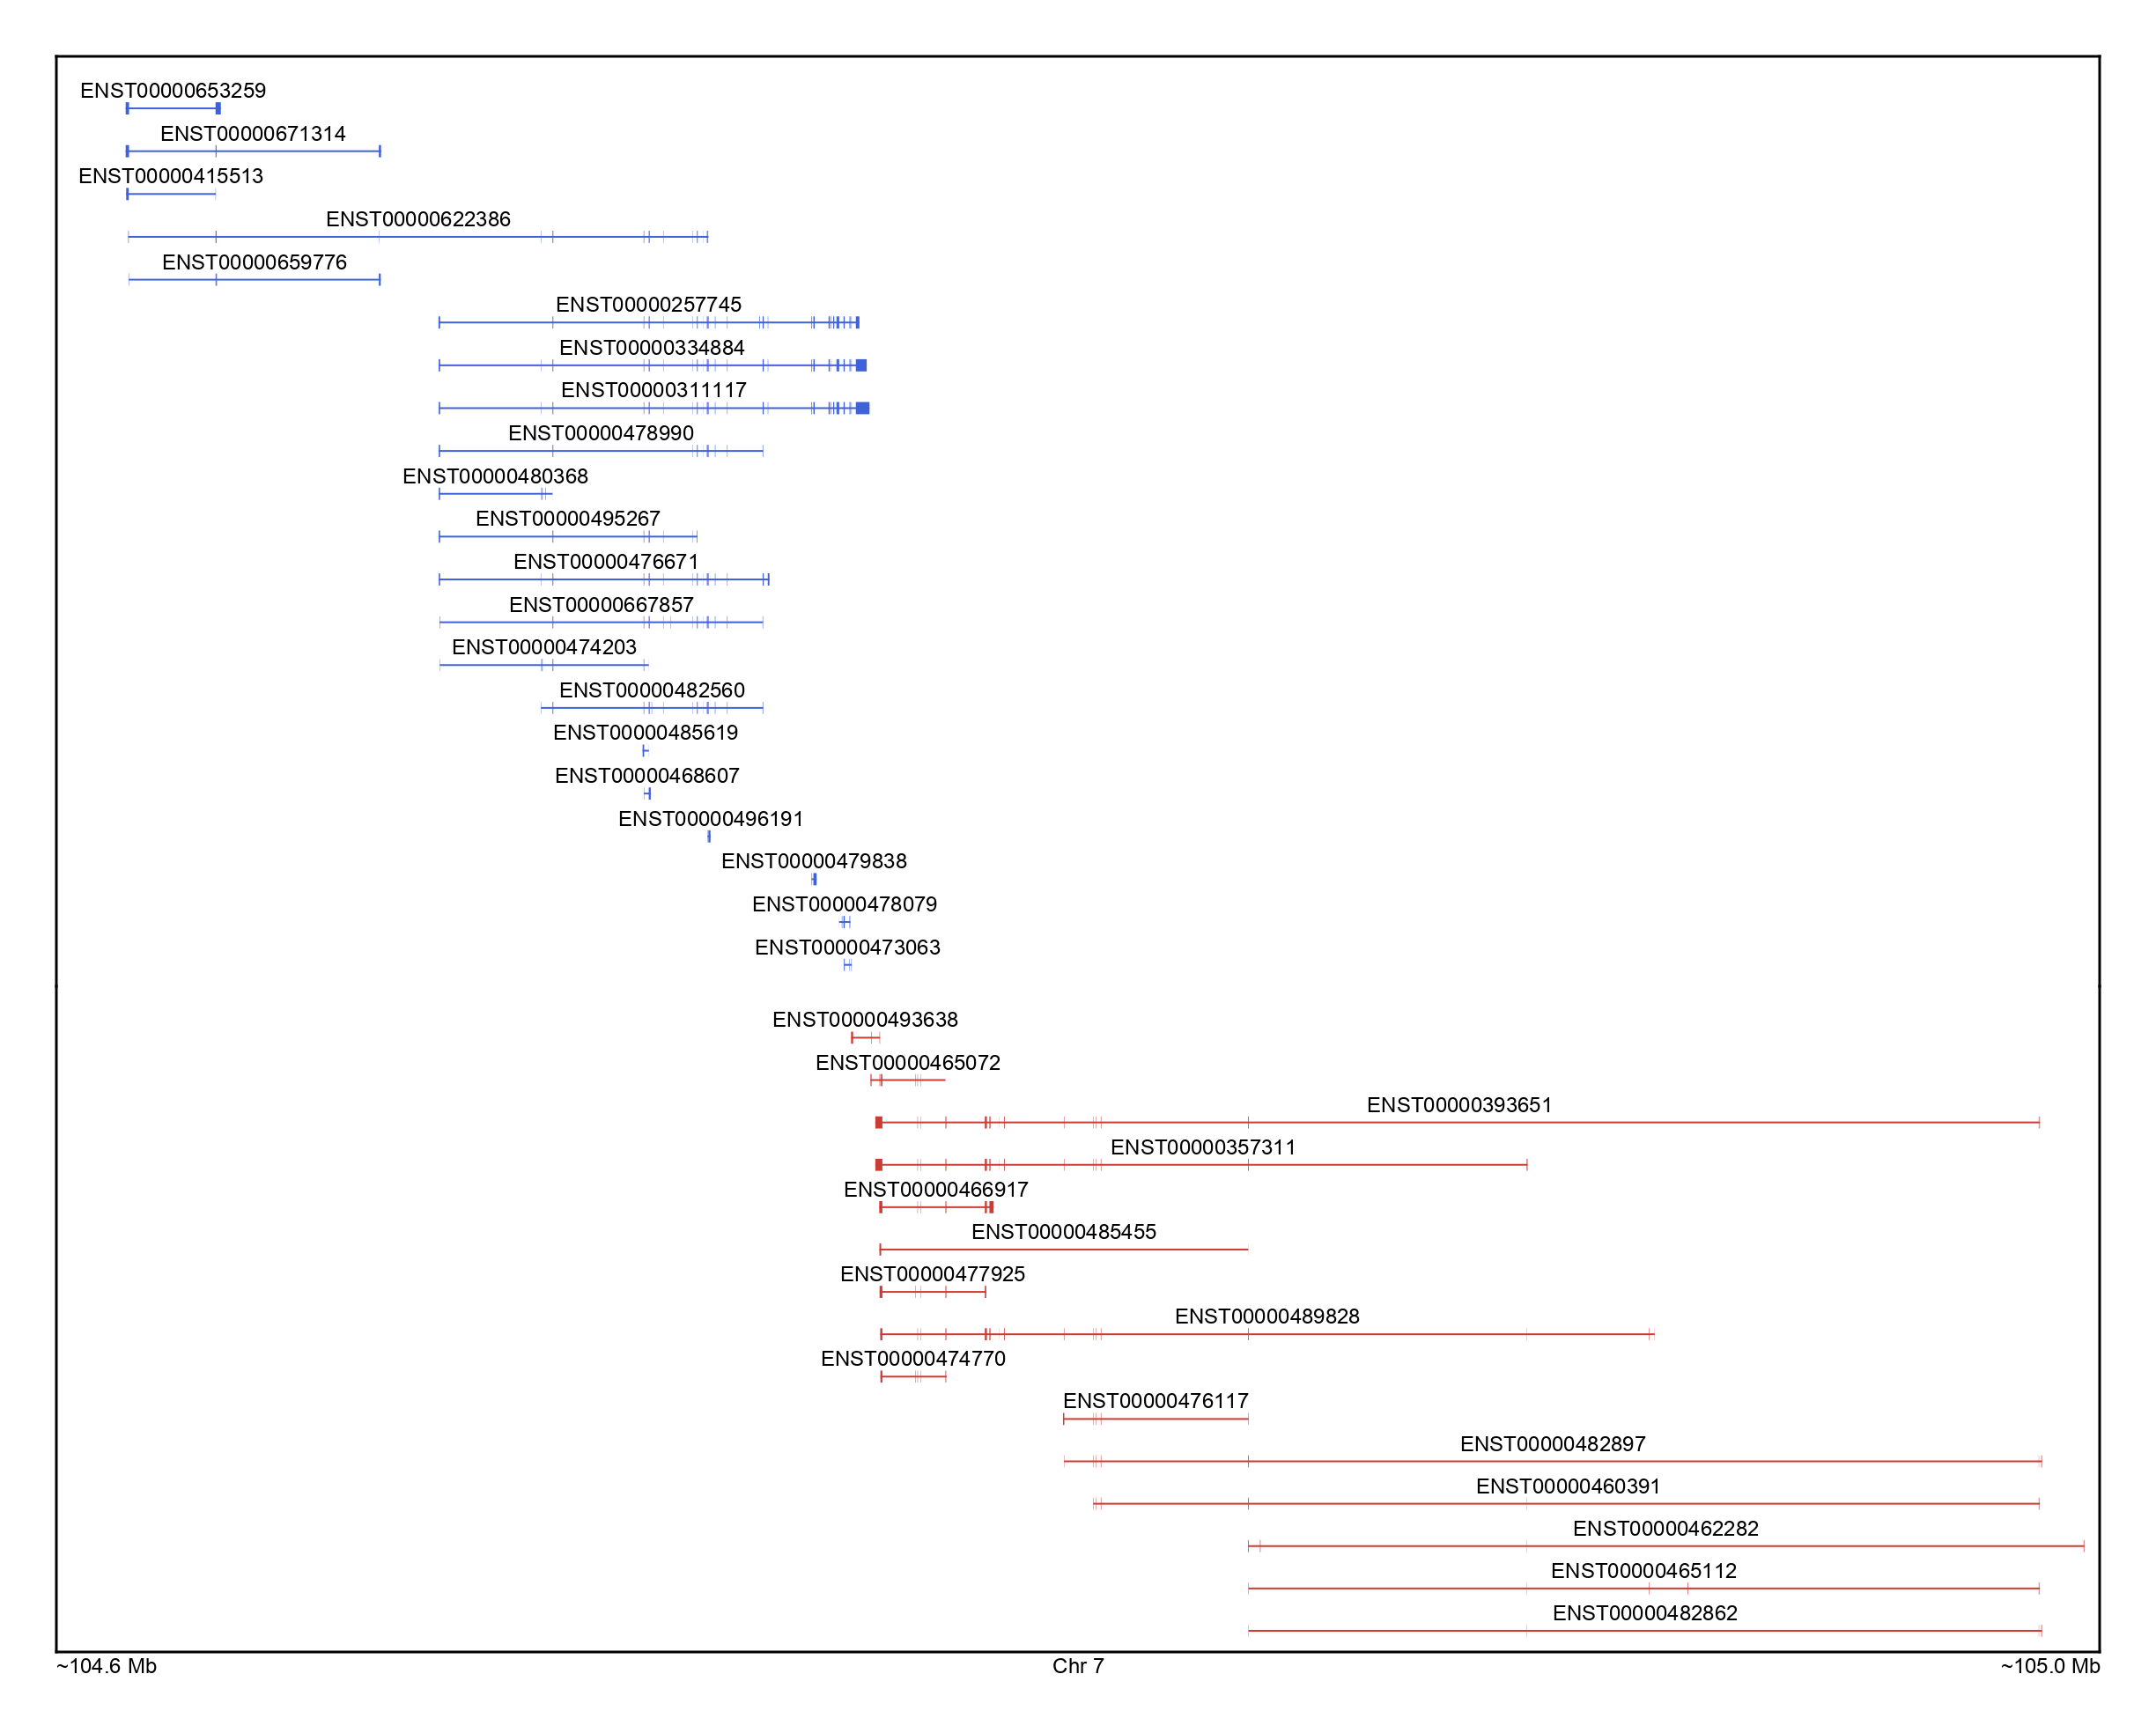 ENST00000653259
ENST00000671314
ENST00000415513
ENST00000622386
ENST00000659776
ENST00000257745
ENST00000334884
ENST00000311117
ENST00000478990
ENST00000480368
ENST00000495267
ENST00000476671
ENST00000667857
ENST00000474203
ENST00000482560
ENST00000485619
ENST00000468607
ENST00000496191
ENST00000479838
ENST00000478079
ENST00000473063
ENST00000493638
ENST00000465072
ENST00000393651
ENST00000357311
ENST00000466917
ENST00000485455
ENST00000477925
ENST00000489828
ENST00000474770
ENST00000476117
ENST00000482897
ENST00000460391
ENST00000462282
ENST00000465112
ENST00000482862
~104.6 Mb Chr 7 ~105.0 Mb